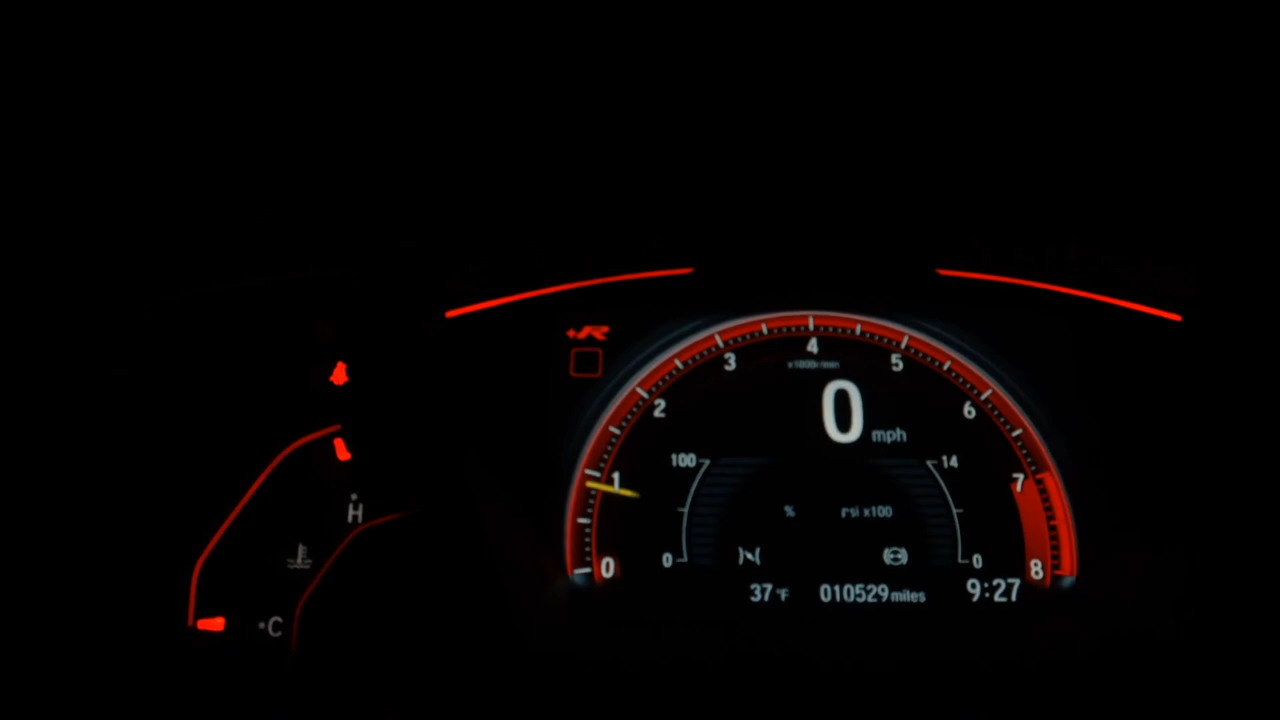 +R
4
3 5
x1000r/min
2 0 mph 6
100 14
1 7
H % psi x100
0 0
0 8
37°F 010529 miles 9:27
C